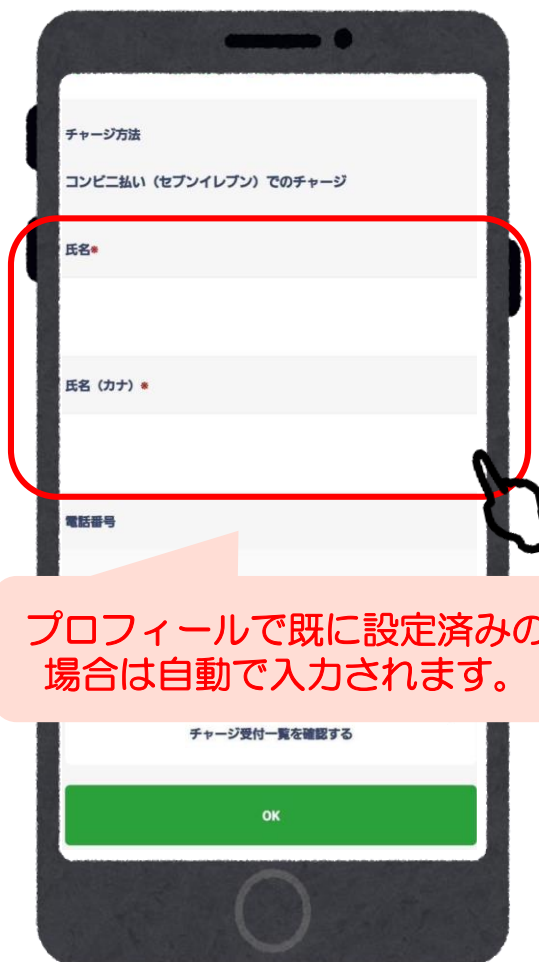 チャージ方法
コンビニ払い（セブンイレブン）でのチャージ
氏名※
氏名（カナ）※
電話番号
プロフィールで既に設定済みの
場合は自動で入力されます。
チャージ受付一覧を確認する
OK